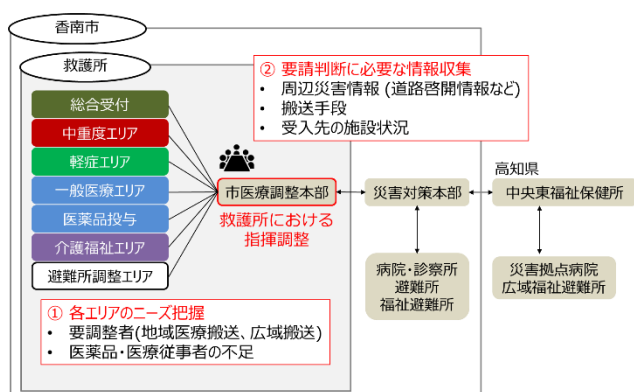 香南市
救護所
② 要請判断に必要な情報収集
• 周辺災害情報 (道路啓開情報など)
• 搬送手段
• 受入先の施設状況
総合受付
中重度エリア
軽症エリア
一般医療エリア
医薬品投与
介護福祉エリア
避難所調整エリア
市医療調整本部
救護所における
指揮調整
災害対策本部
高知県
中央東福祉保健所
病院・診察所
避難所
福祉避難所
災害拠点病院
広域福祉避難所
① 各エリアのニーズ把握
• 要調整者(地域医療搬送、広域搬送)
• 医薬品・医療従事者の不足